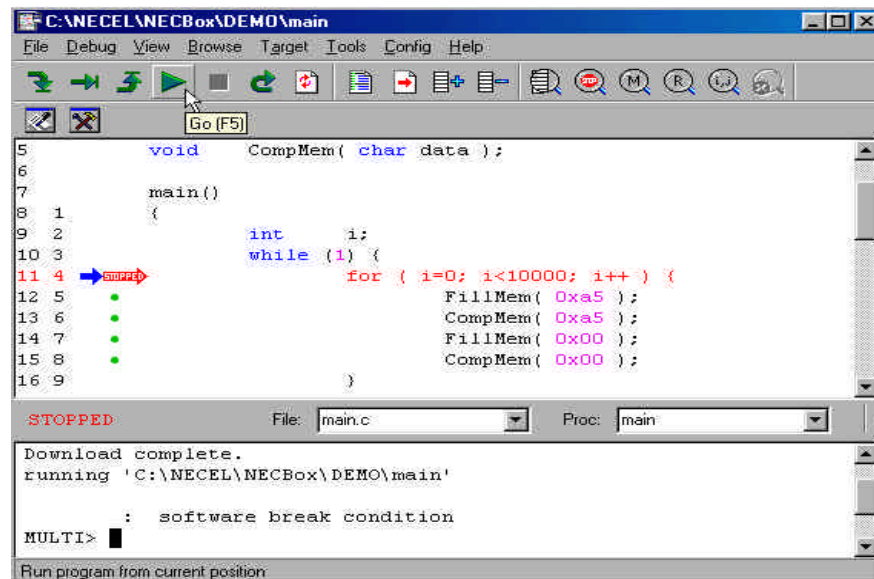 C:\NECEL\NECBox\DEMO\main
File Debug View Browse Target Tools Config Help
STOP M R i,j
Go (F5)
5 void CompMem( char data );
6
7 main()
8 1 {
9 2 int i;
10 3 while (1) {
11 4 STOPPED for ( i=0; i<10000; i++ ) {
12 5 FillMem( 0xa5 );
13 6 CompMem( 0xa5 );
14 7 FillMem( 0x00 );
15 8 CompMem( 0x00 );
16 9 }
STOPPED File: main.c Proc: main
Download complete.
running 'C:\NECEL\NECBox\DEMO\main'
: software break condition
MULTI>
Run program from current position